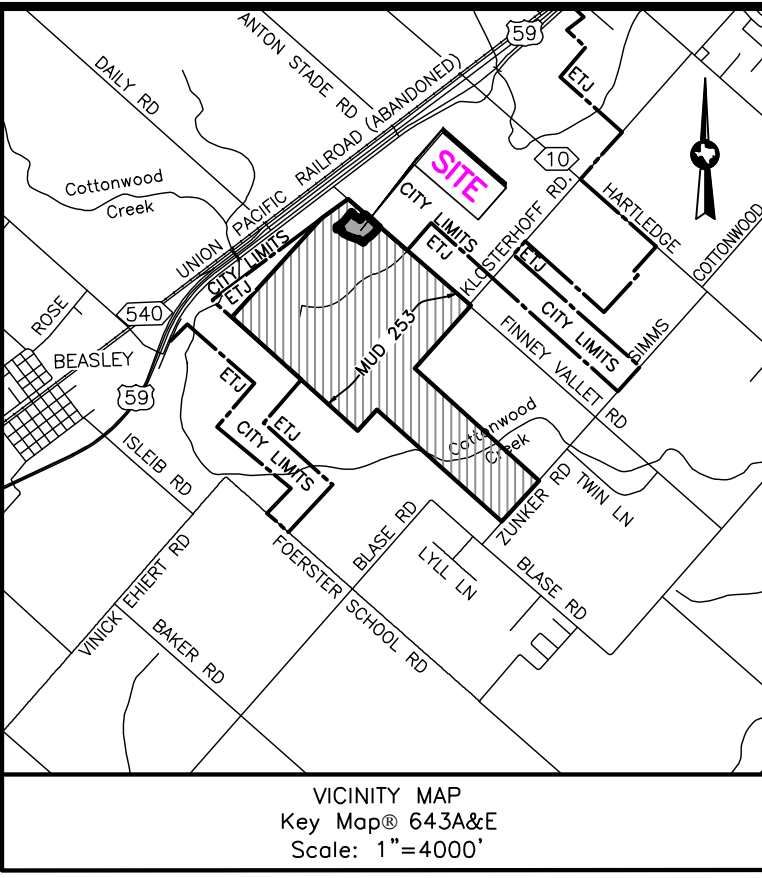 59
ANTON STADE RD
DAILY RD
ETJ
UNION PACIFIC RAILROAD (ABANDONED)
10
SITE
Cottonwood
Creek
CITY LIMITS
HARTLEDGE
KLOSTERHOFF RD.
COTTONWOOD
ETJ
ETJ
CITY LIMITS
ETJ
540
ROSE
CITY LIMITS
SIMMS
MUD 253
FINNEY VALLET RD
BEASLEY
59
ETJ
ETJ
CITY LIMITS
Cottonwood
Creek
ISLEIB RD
ZUNKER RD
TWIN LN
BLASE RD
FOERSTER SCHOOL RD
LYLL LN
BLASE RD
VINICK EHIERT RD
BAKER RD
VICINITY MAP
Key Map® 643A&E
Scale: 1"=4000'